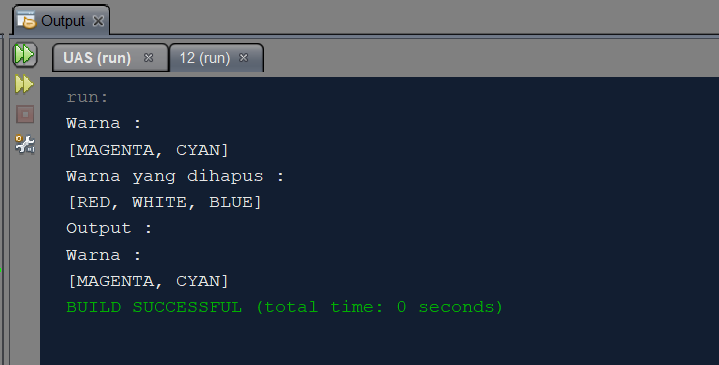 Output
UAS (run) 12 (run)
run:
Warna :
[MAGENTA, CYAN]
Warna yang dihapus :
[RED, WHITE, BLUE]
Output :
Warna :
[MAGENTA, CYAN]
BUILD SUCCESSFUL (total time: 0 seconds)